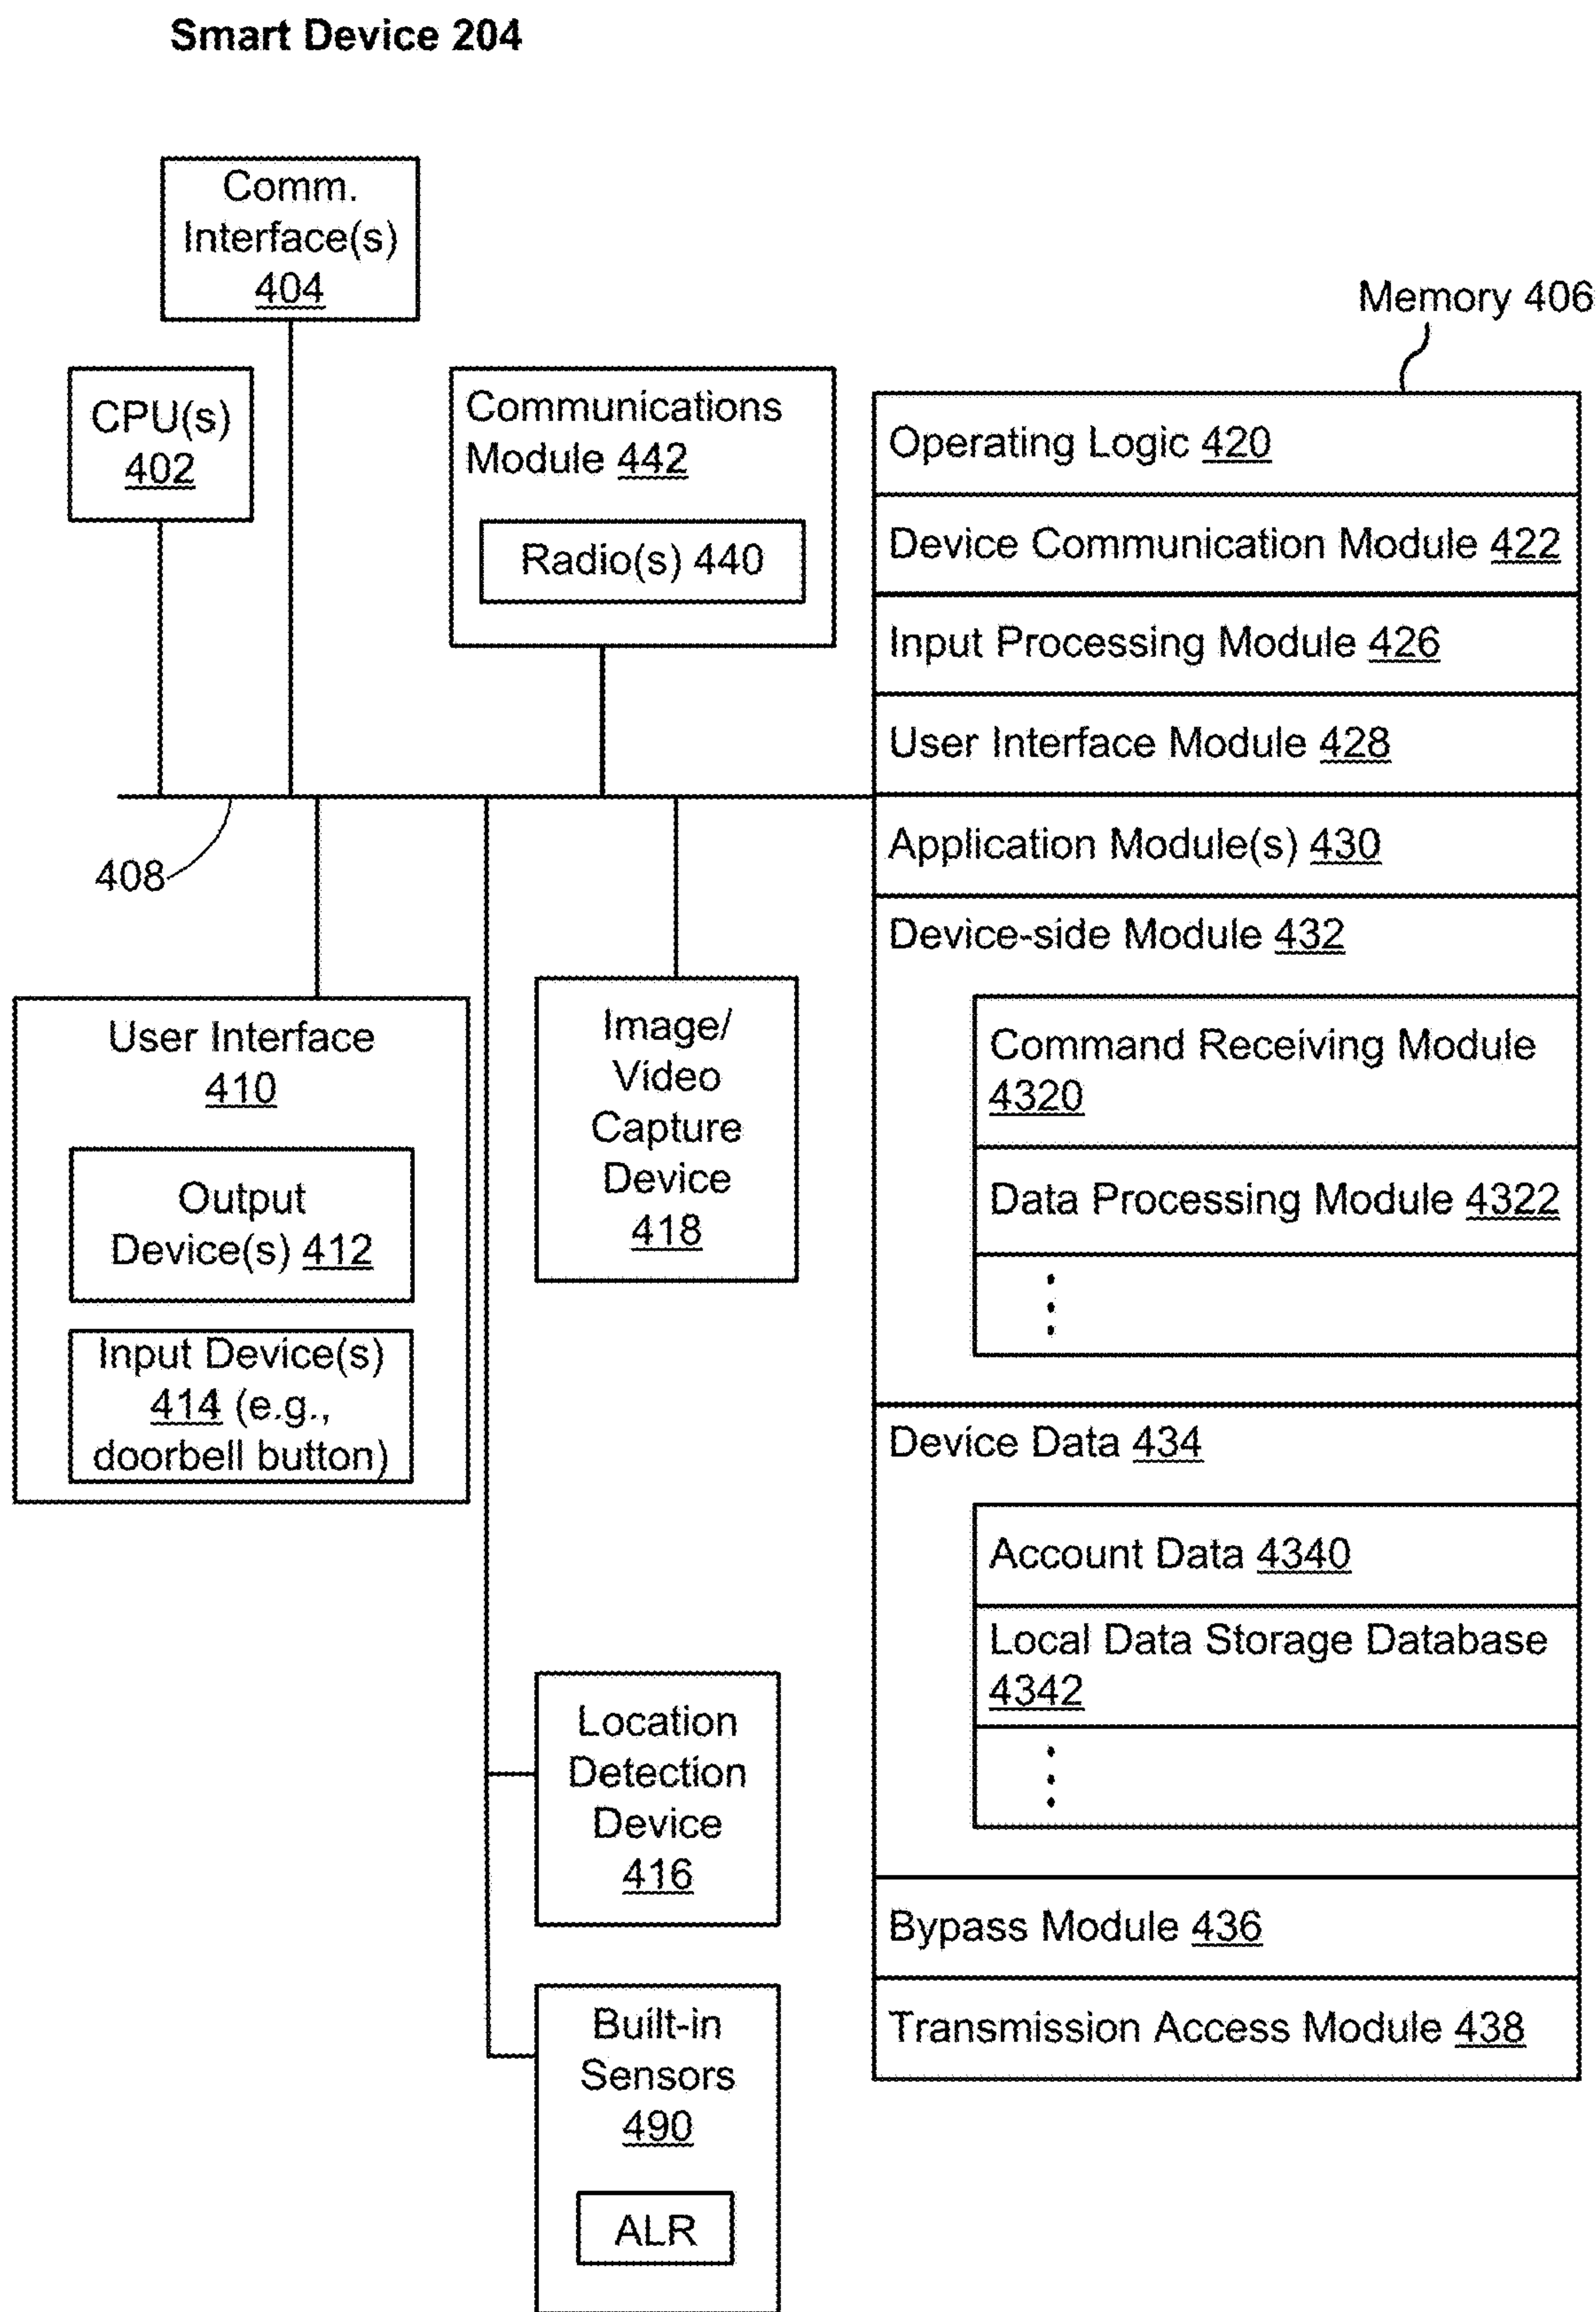 Smart Device 204
Comm.
Interface(s)
404
Memory 406
CPU(s)
402
Communications
Module 442
Radio(s) 440
408
User Interface
410
Output
Device(s) 412
Input Device(s)
414 (e.g.,
doorbell button)
Image/
Video
Capture
Device
418
Location
Detection
Device
416
Built-in
Sensors
490
ALR
Operating Logic 420
Device Communication Module 422
Input Processing Module 426
User Interface Module 428
Application Module(s) 430
Device-side Module 432
Command Receiving Module
4320
Data Processing Module 4322
Device Data 434
Account Data 4340
Local Data Storage Database
4342
Bypass Module 436
Transmission Access Module 438